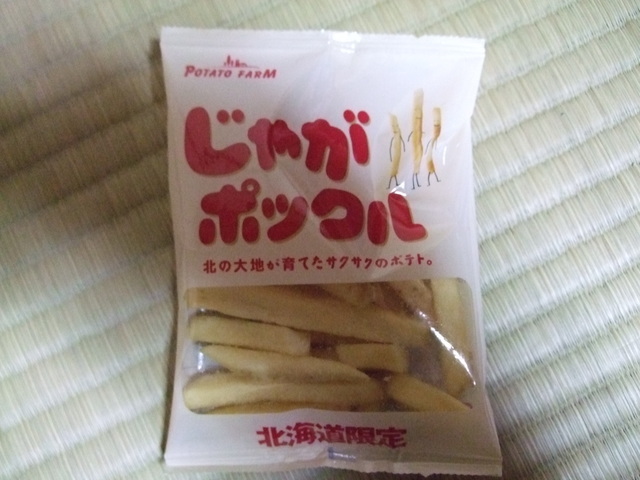 POTATO FARM
じゃが
ポックル
北の大地が育てたサクサクのポテト。
北海道限定